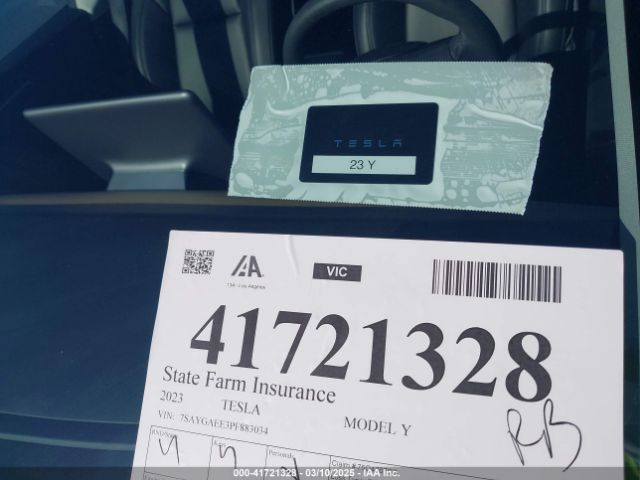 TESLA
23 Y
IAA
VIC
41721328
State Farm Insurance
2023 TESLA MODEL Y
VIN: 7SAYGAEE3PF883034
RB
Personal
000-41721328 - 03/10/2025 - IAA Inc.